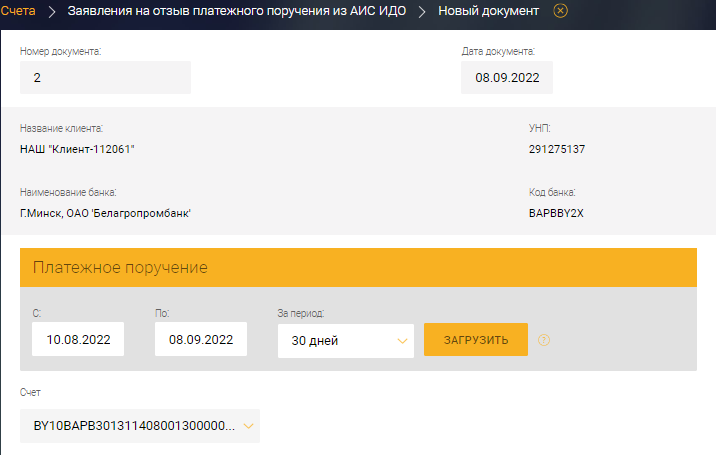 Счета > Заявления на отзыв платежного поручения из АИС ИДО > Новый документ
Номер документа: Дата документа:
2 08.09.2022
Название клиента: УНП:
НАШ "Клиент-112061" 291275137
Наименование банка: Код банка:
Г.Минск, ОАО 'Белагропромбанк' BAPBBY2X
Платежное поручение
С: По: За период:
10.08.2022 08.09.2022 30 дней ЗАГРУЗИТЬ ?
Счет
BY10BAPB301311408001300000...